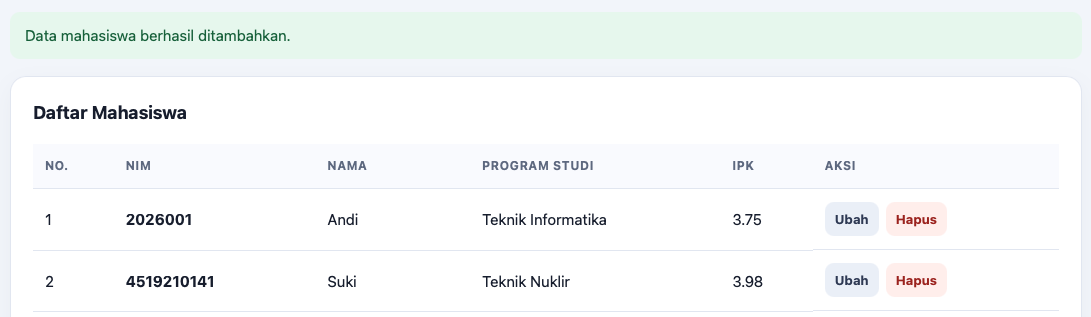 Data mahasiswa berhasil ditambahkan.
Daftar Mahasiswa
NO. NIM NAMA PROGRAM STUDI IPK AKSI
1 2026001 Andi Teknik Informatika 3.75 Ubah Hapus
2 4519210141 Suki Teknik Nuklir 3.98 Ubah Hapus